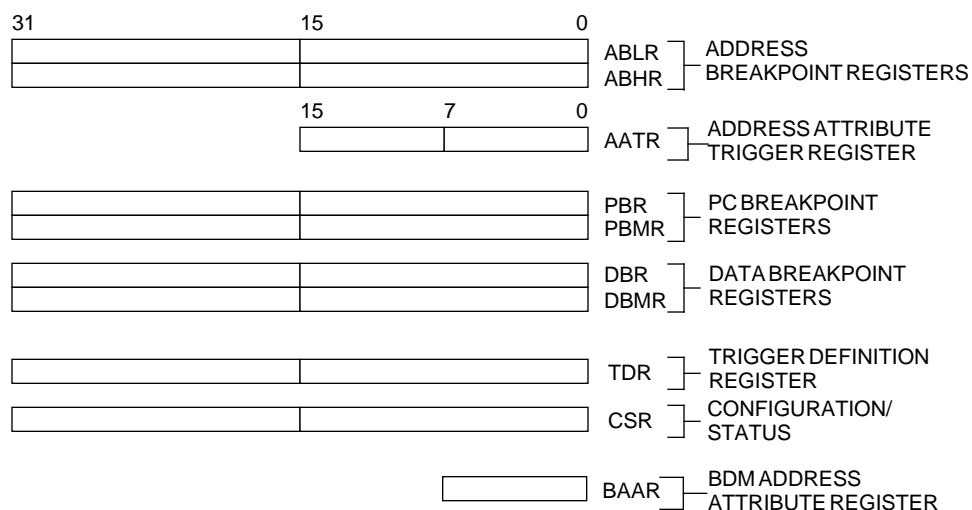 31 15 0
ABLR ADDRESS
ABHR BREAKPOINT REGISTERS
15 7 0
AATR ADDRESS ATTRIBUTE
TRIGGER REGISTER
PBR PC BREAKPOINT
PBMR REGISTERS
DBR DATA BREAKPOINT
DBMR REGISTERS
TDR TRIGGER DEFINITION
REGISTER
CSR CONFIGURATION/
STATUS
BAAR BDM ADDRESS
ATTRIBUTE REGISTER